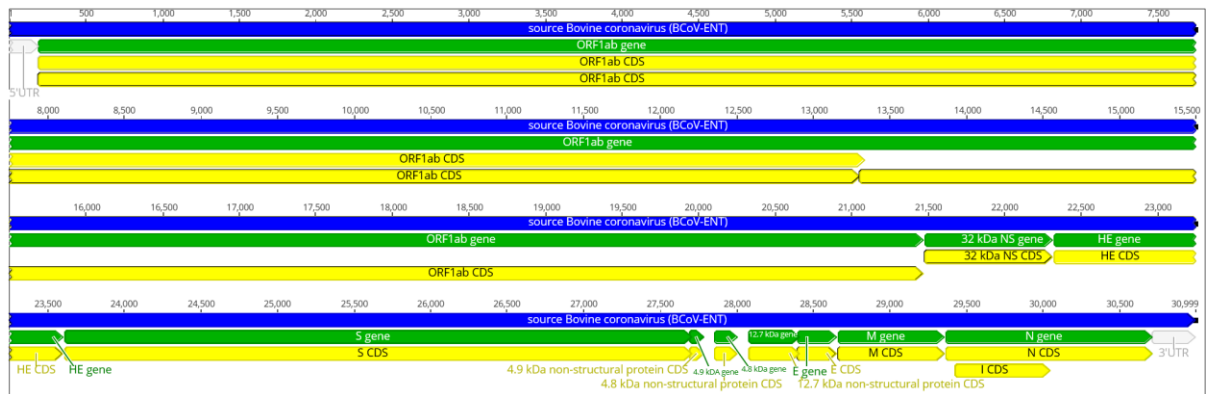 500 1,000 1,500 2,000 2,500 3,000 3,500 4,000 4,500 5,000 5,500 6,000 6,500 7,000 7,500
source Bovine coronavirus (BCoV-ENT)
ORF1ab gene
ORF1ab CDS
ORF1ab CDS
5'UTR
8,000 8,500 9,000 9,500 10,000 10,500 11,000 11,500 12,000 12,500 13,000 13,500 14,000 14,500 15,000 15,500
source Bovine coronavirus (BCoV-ENT)
ORF1ab gene
ORF1ab CDS
ORF1ab CDS
16,000 16,500 17,000 17,500 18,000 18,500 19,000 19,500 20,000 20,500 21,000 21,500 22,000 22,500 23,000
source Bovine coronavirus (BCoV-ENT)
ORF1ab gene 32 kDa NS gene HE gene
32 kDa NS CDS HE CDS
ORF1ab CDS
23,500 24,000 24,500 25,000 25,500 26,000 26,500 27,000 27,500 28,000 28,500 29,000 29,500 30,000 30,500 30,999
source Bovine coronavirus (BCoV-ENT)
S gene 12.7 kDa gene M gene N gene
S CDS M CDS N CDS 3'UTR
HE CDS HE gene 4.9 kDa non-structural protein CDS 4.9 kDA gene 4.8 kDa gene E gene E CDS I CDS
4.8 kDa non-structural protein CDS 12.7 kDa non-structural protein CDS